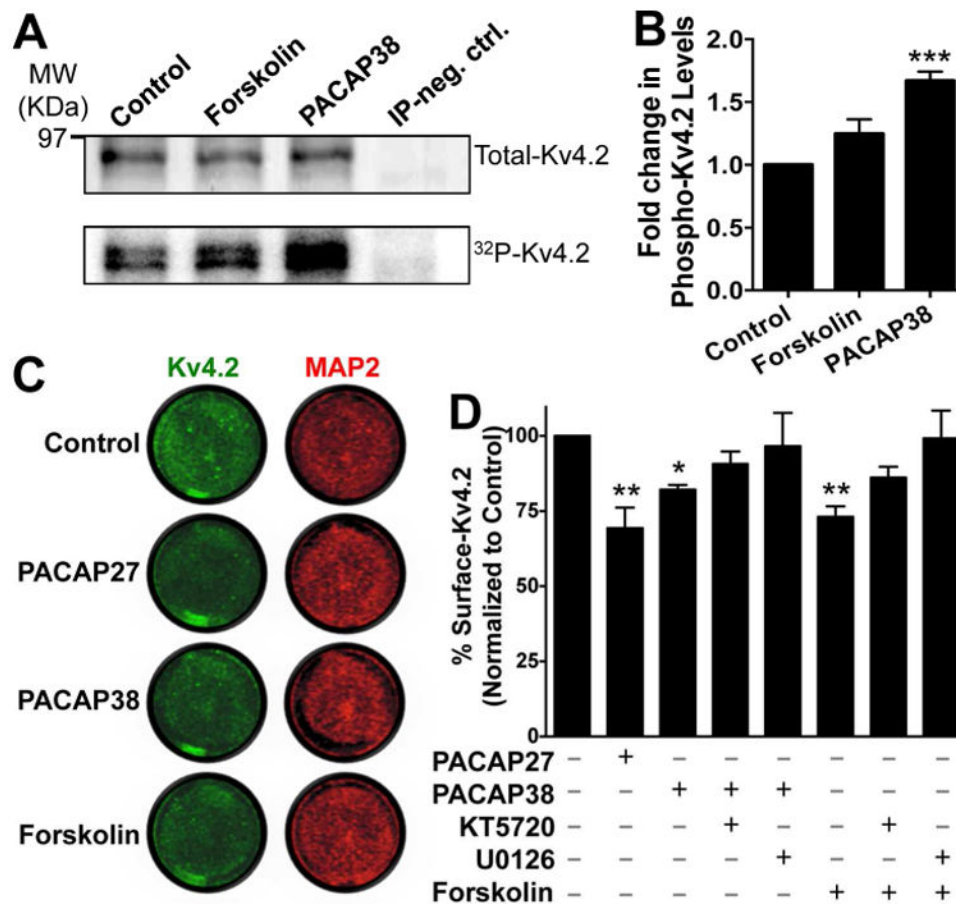 A
MW
(KDa)
Control
Forskolin
PACAP38
IP-neg. ctrl.
97
Total-Kv4.2
32P-Kv4.2
B
Fold change in
Phospho-Kv4.2 Levels
2.0
1.5
1.0
0.5
0.0
***
Control
Forskolin
PACAP38
C
Kv4.2 MAP2
Control
PACAP27
PACAP38
Forskolin
D
% Surface-Kv4.2
(Normalized to Control)
100
75
50
25
0
** * **
PACAP27 – + – – – – – –
PACAP38 – – + + + – – –
KT5720 – – – + – – + –
U0126 – – – – + – – +
Forskolin – – – – – + + +